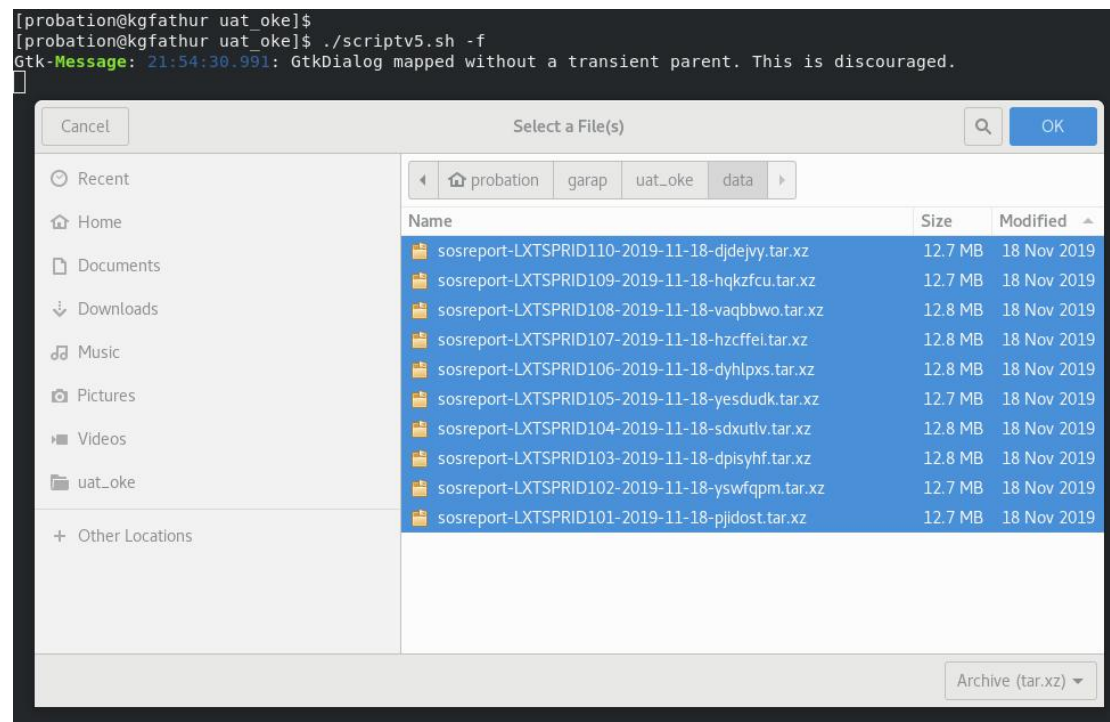 [probation@kgfathur uat_oke]$
[probation@kgfathur uat_oke]$ ./scriptv5.sh -f
Gtk-Message: 21:54:30.991: GtkDialog mapped without a transient parent. This is discouraged.
Cancel Select a File(s) OK
Recent
Home
Documents
Downloads
Music
Pictures
Videos
uat_oke
+ Other Locations
probation garap uat_oke data
Name Size Modified
sosreport-LXTSPRID110-2019-11-18-djdejvy.tar.xz 12.7 MB 18 Nov 2019
sosreport-LXTSPRID109-2019-11-18-hqkzfcu.tar.xz 12.7 MB 18 Nov 2019
sosreport-LXTSPRID108-2019-11-18-vaqbbwo.tar.xz 12.8 MB 18 Nov 2019
sosreport-LXTSPRID107-2019-11-18-hzcffei.tar.xz 12.8 MB 18 Nov 2019
sosreport-LXTSPRID106-2019-11-18-dyhlpxs.tar.xz 12.8 MB 18 Nov 2019
sosreport-LXTSPRID105-2019-11-18-yesdudk.tar.xz 12.7 MB 18 Nov 2019
sosreport-LXTSPRID104-2019-11-18-sdxutlv.tar.xz 12.8 MB 18 Nov 2019
sosreport-LXTSPRID103-2019-11-18-dpisyhf.tar.xz 12.8 MB 18 Nov 2019
sosreport-LXTSPRID102-2019-11-18-yswfqpm.tar.xz 12.7 MB 18 Nov 2019
sosreport-LXTSPRID101-2019-11-18-pjidost.tar.xz 12.7 MB 18 Nov 2019
Archive (tar.xz)